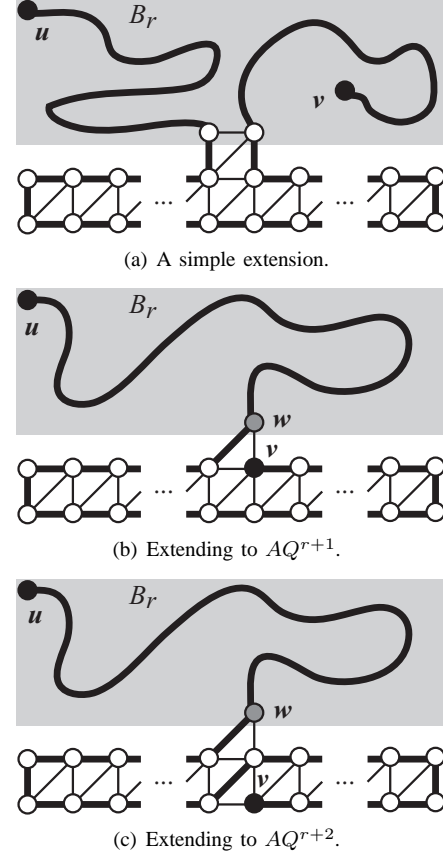 u
B_r
v
... ...
(a) A simple extension.
B_r
u
w
v
... ...
(b) Extending to AQ^{r+1}.
B_r
u
w
v
... ...
(c) Extending to AQ^{r+2}.